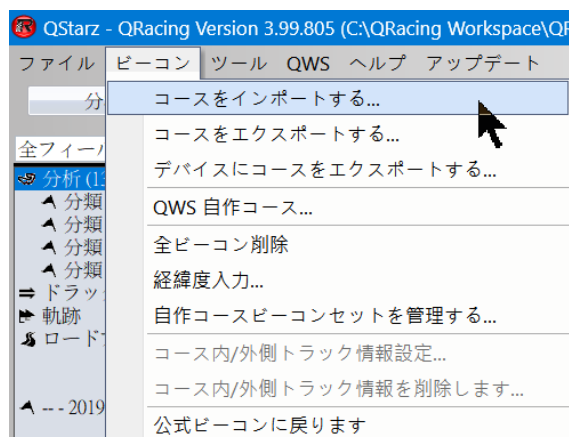 QStarz - QRacing Version 3.99.805 (C:\QRacing Workspace\QF
ファイル ビーコン ツール QWS ヘルプ アップデート
分
コースをインポートする...
コースをエクスポートする...
全フィール
デバイスにコースをエクスポートする...
分析 (13
分類
QWS 自作コース...
分類
分類
全ビーコン削除
分類
経緯度入力...
ドラッ
軌跡
自作コースビーコンセットを管理する...
ロード
コース内/外側トラック情報設定...
コース内/外側トラック情報を削除します...
-- - 2019
公式ビーコンに戻ります